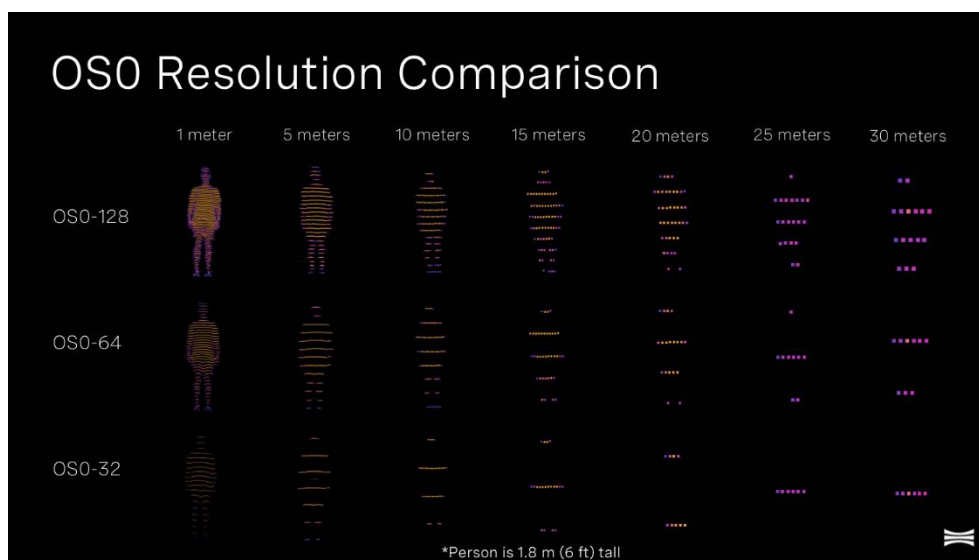 OS0 Resolution Comparison
1 meter 5 meters 10 meters 15 meters 20 meters 25 meters 30 meters
OS0-128
OS0-64
OS0-32
*Person is 1.8 m (6 ft) tall